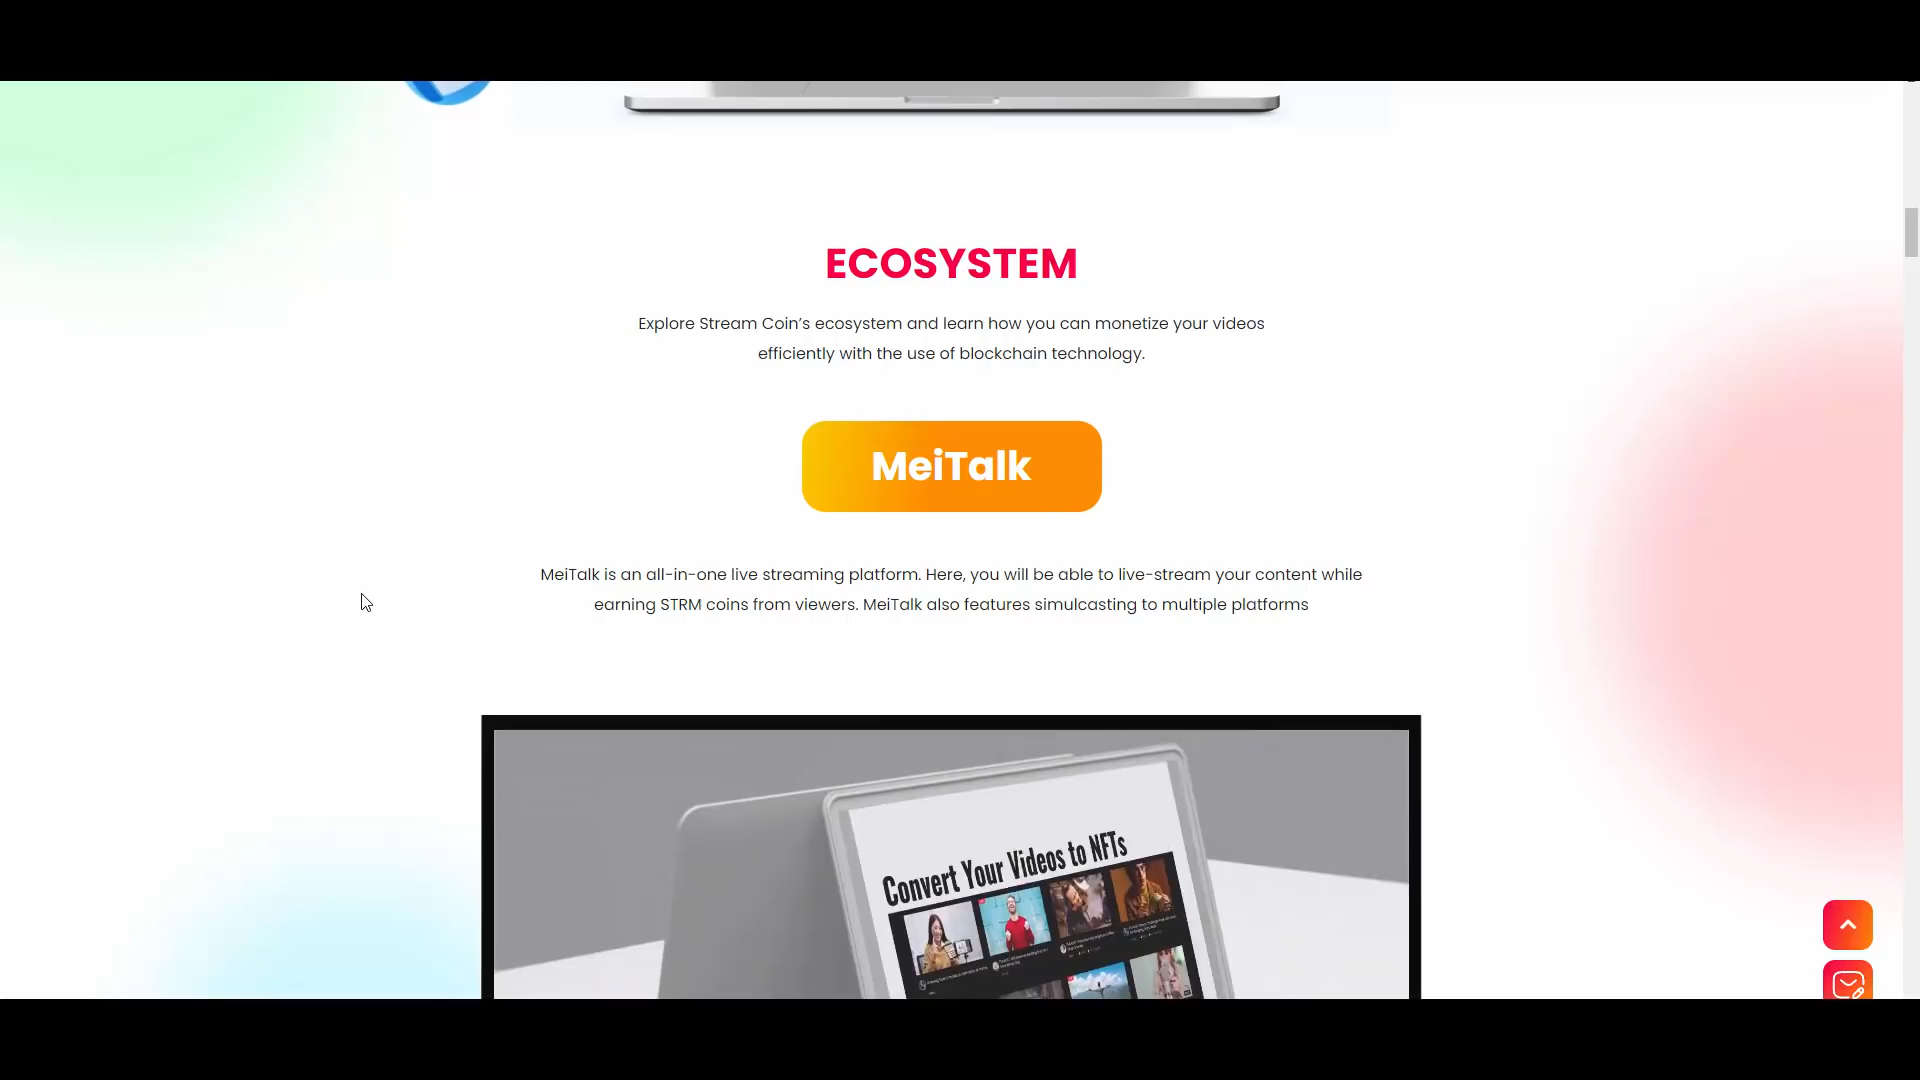 ECOSYSTEM
Explore Stream Coin’s ecosystem and learn how you can monetize your videos
efficiently with the use of blockchain technology.
MeiTalk
MeiTalk is an all-in-one live streaming platform. Here, you will be able to live-stream your content while
earning STRM coins from viewers. MeiTalk also features simulcasting to multiple platforms
Convert Your Videos to NFTs